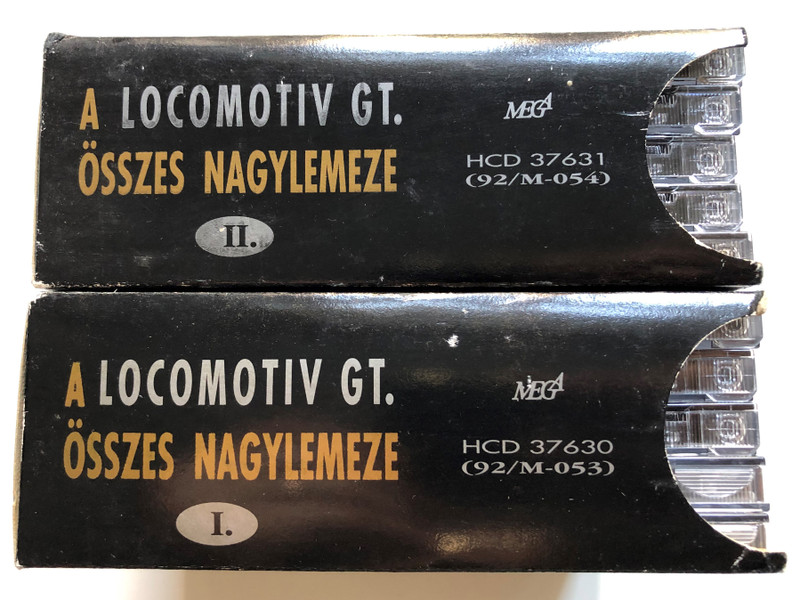 A LOCOMOTIV GT.
ÖSSZES NAGYLEMEZE
II.
MEGA
HCD 37631
(92/M-054)
A LOCOMOTIV GT.
ÖSSZES NAGYLEMEZE
I.
MEGA
HCD 37630
(92/M-053)